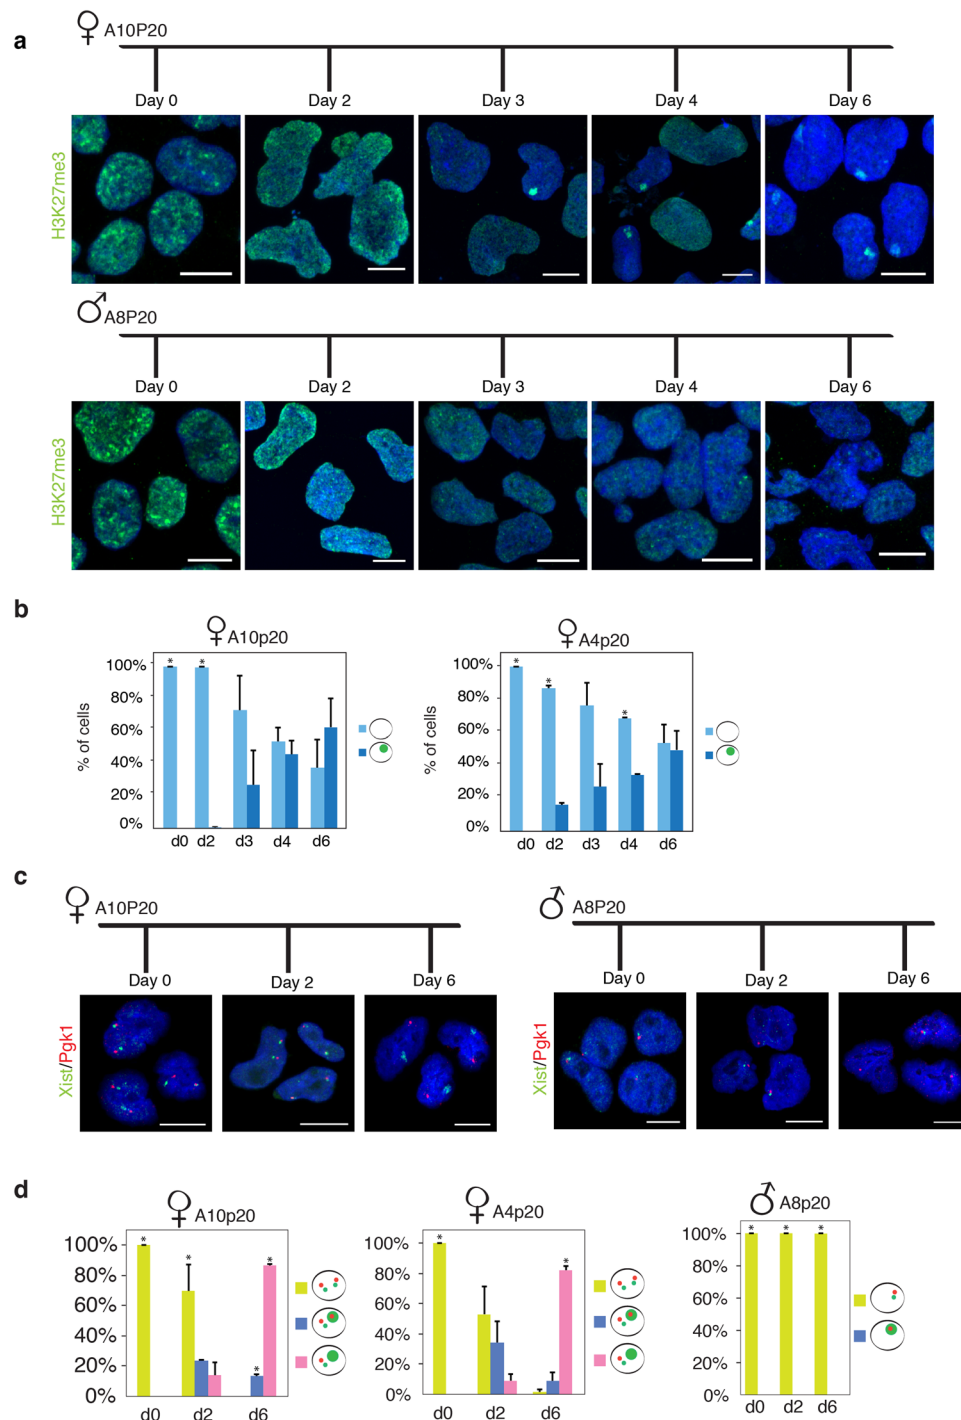 a
♀ A10P20
Day 0 Day 2 Day 3 Day 4 Day 6
H3K27me3
♂ A8P20
Day 0 Day 2 Day 3 Day 4 Day 6
H3K27me3
b
♀ A10p20
100%
80%
60%
40%
20%
0%
% of cells
* *
d0 d2 d3 d4 d6
♀ A4p20
100%
80%
60%
40%
20%
0%
% of cells
* * *
d0 d2 d3 d4 d6
c
♀ A10P20
Day 0 Day 2 Day 6
Xist/Pgk1
♂ A8P20
Day 0 Day 2 Day 6
Xist/Pgk1
d
♀ A10p20
100%
80%
60%
40%
20%
0%
* * * *
d0 d2 d6
♀ A4p20
100%
80%
60%
40%
20%
0%
* *
d0 d2 d6
♂ A8p20
100%
80%
60%
40%
20%
0%
* * *
d0 d2 d6